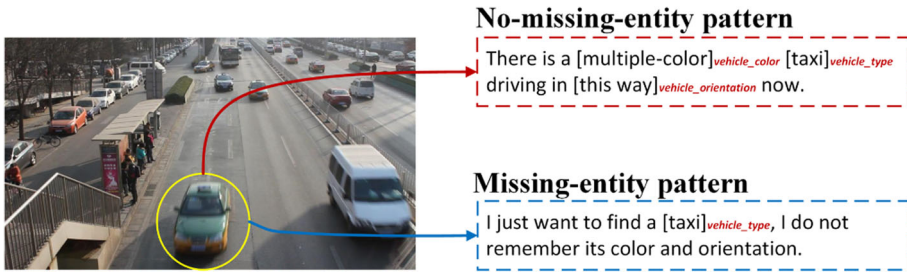 No-missing-entity pattern
There is a [multiple-color]vehicle_color [taxi]vehicle_type
driving in [this way]vehicle_orientation now.
Missing-entity pattern
I just want to find a [taxi]vehicle_type, I do not
remember its color and orientation.